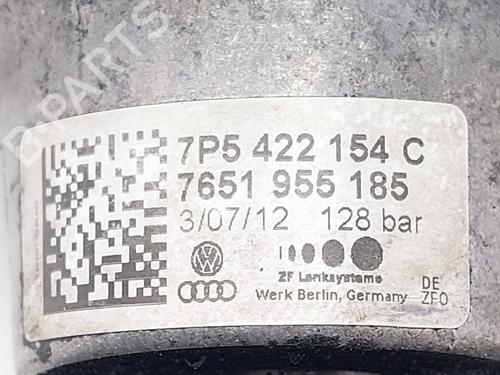 B-PARTS
7P5 422 154 C
7651 955 185
3/07/12 128 bar
ZF Lenksysteme
Werk Berlin, Germany
DE
ZFO